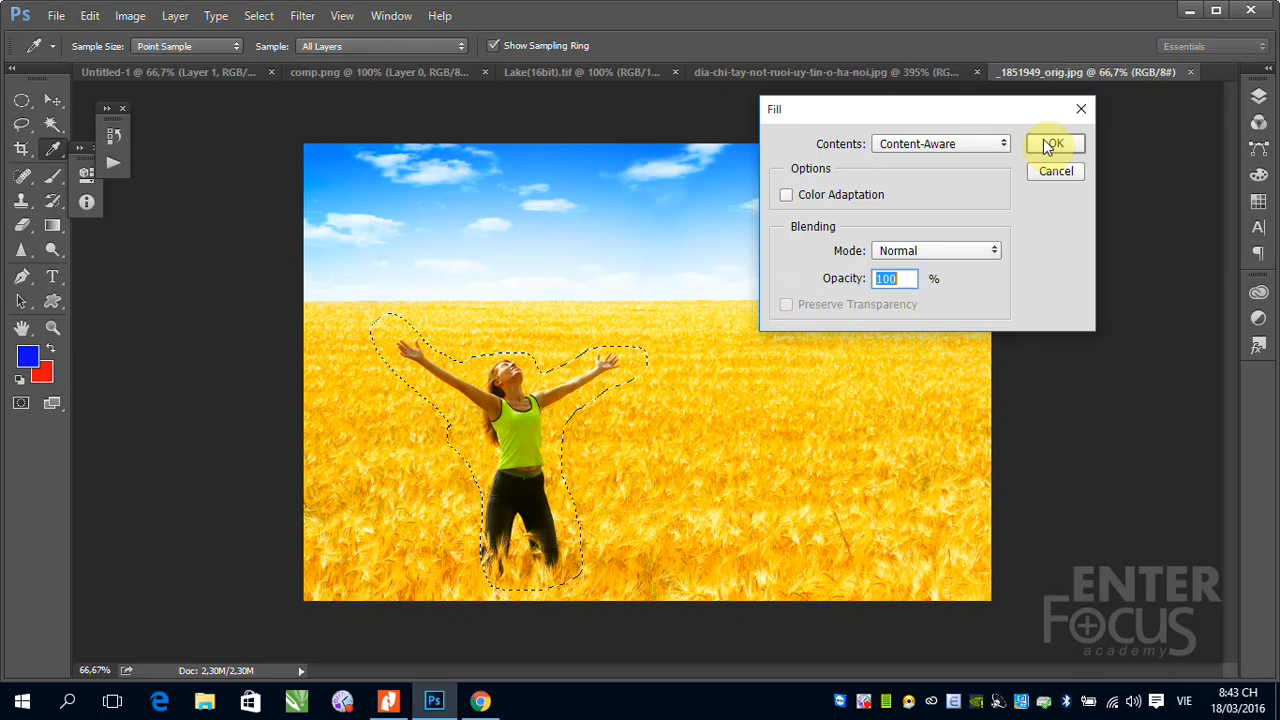 Ps File Edit Image Layer Type Select Filter View Window Help
Sample Size: Point Sample Sample: All Layers Show Sampling Ring Essentials
Untitled-1 @ 66,7% (Layer 1, RGB/... comp.png @ 100% (Layer 0, RGB/8... Lake(16bit).tif @ 100% (RGB/1... dia-chi-tay-not-ruoi-uy-tin-o-ha-noi.jpg @ 395% (RG... _1851949_orig.jpg @ 66,7% (RGB/8#)
Fill
Contents: Content-Aware OK
Options
Cancel
Color Adaptation
Blending
Mode: Normal
Opacity: 100 %
Preserve Transparency
ENTER
FOCUS
academy
66,67% Doc: 2,30M/2,30M
Ps VIE 8:43 CH
18/03/2016